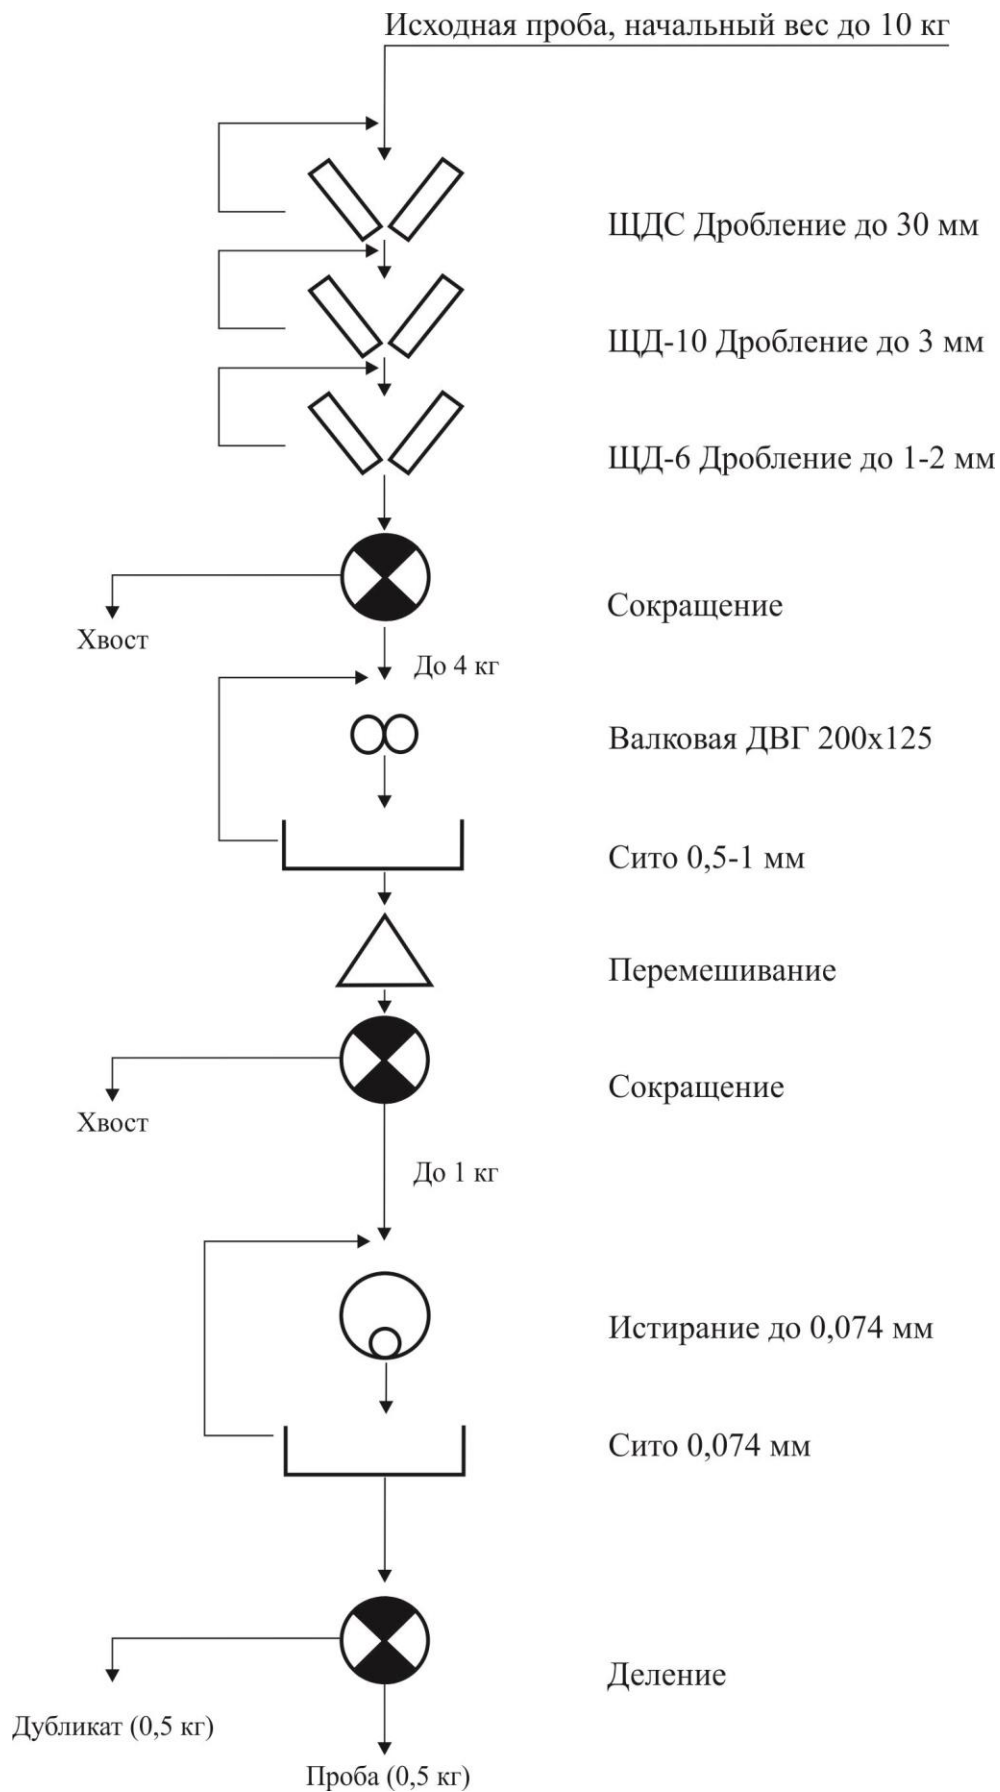 Исходная проба, начальный вес до 10 кг
ЩДС Дробление до 30 мм
ЩД-10 Дробление до 3 мм
ЩД-6 Дробление до 1-2 мм
Сокращение
Хвост
До 4 кг
Валковая ДВГ 200х125
Сито 0,5-1 мм
Перемешивание
Сокращение
Хвост
До 1 кг
Истирание до 0,074 мм
Сито 0,074 мм
Деление
Дубликат (0,5 кг)
Проба (0,5 кг)